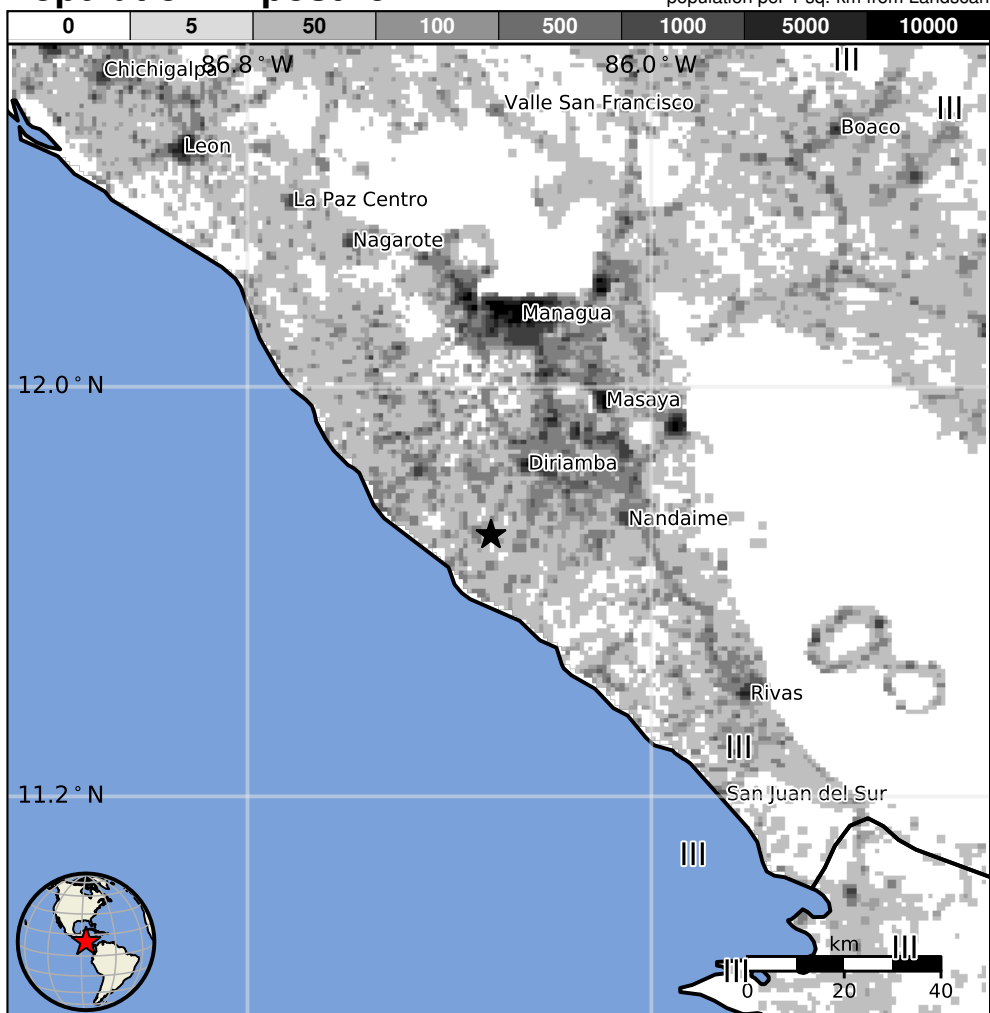 population per 1 sq. km from Landscan
0 5 50 100 500 1000 5000 10000
Chichigalpa
86.8°W
86.0°W
III
Valle San Francisco
III
Boaco
Leon
La Paz Centro
Nagarote
Managua
12.0°N
Masaya
Diriamba
Nandaime
Rivas
III
11.2°N
San Juan del Sur
III
km
III
III
0 20 40